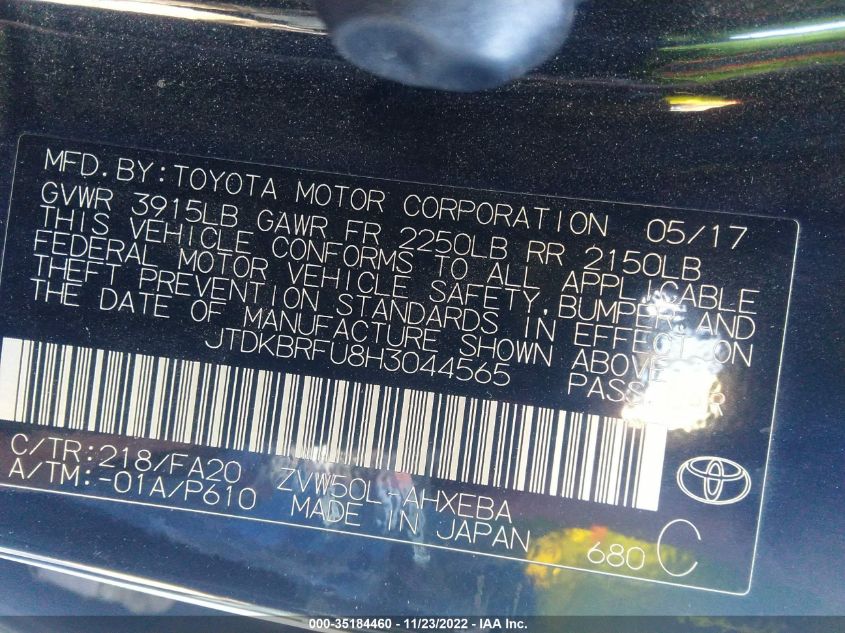 MFD.BY:TOYOTA MOTOR CORPORATION 05/17
GVWR 3915LB GAWR FR 2250LB RR 2150LB
THIS VEHICLE CONFORMS TO ALL APPLICABLE
FEDERAL MOTOR VEHICLE SAFETY,BUMPER,AND
THEFT PREVENTION STANDARDS IN EFFECT ON
THE DATE OF MANUFACTURE SHOWN ABOVE.
JTDKBRFU8H3044565 PASSENGER
C/TR:218/FA20 ZVW50L-AHXEBA
A/TM:-01A/P610 MADE IN JAPAN 680 C
000-35184460 - 11/23/2022 - IAA Inc.